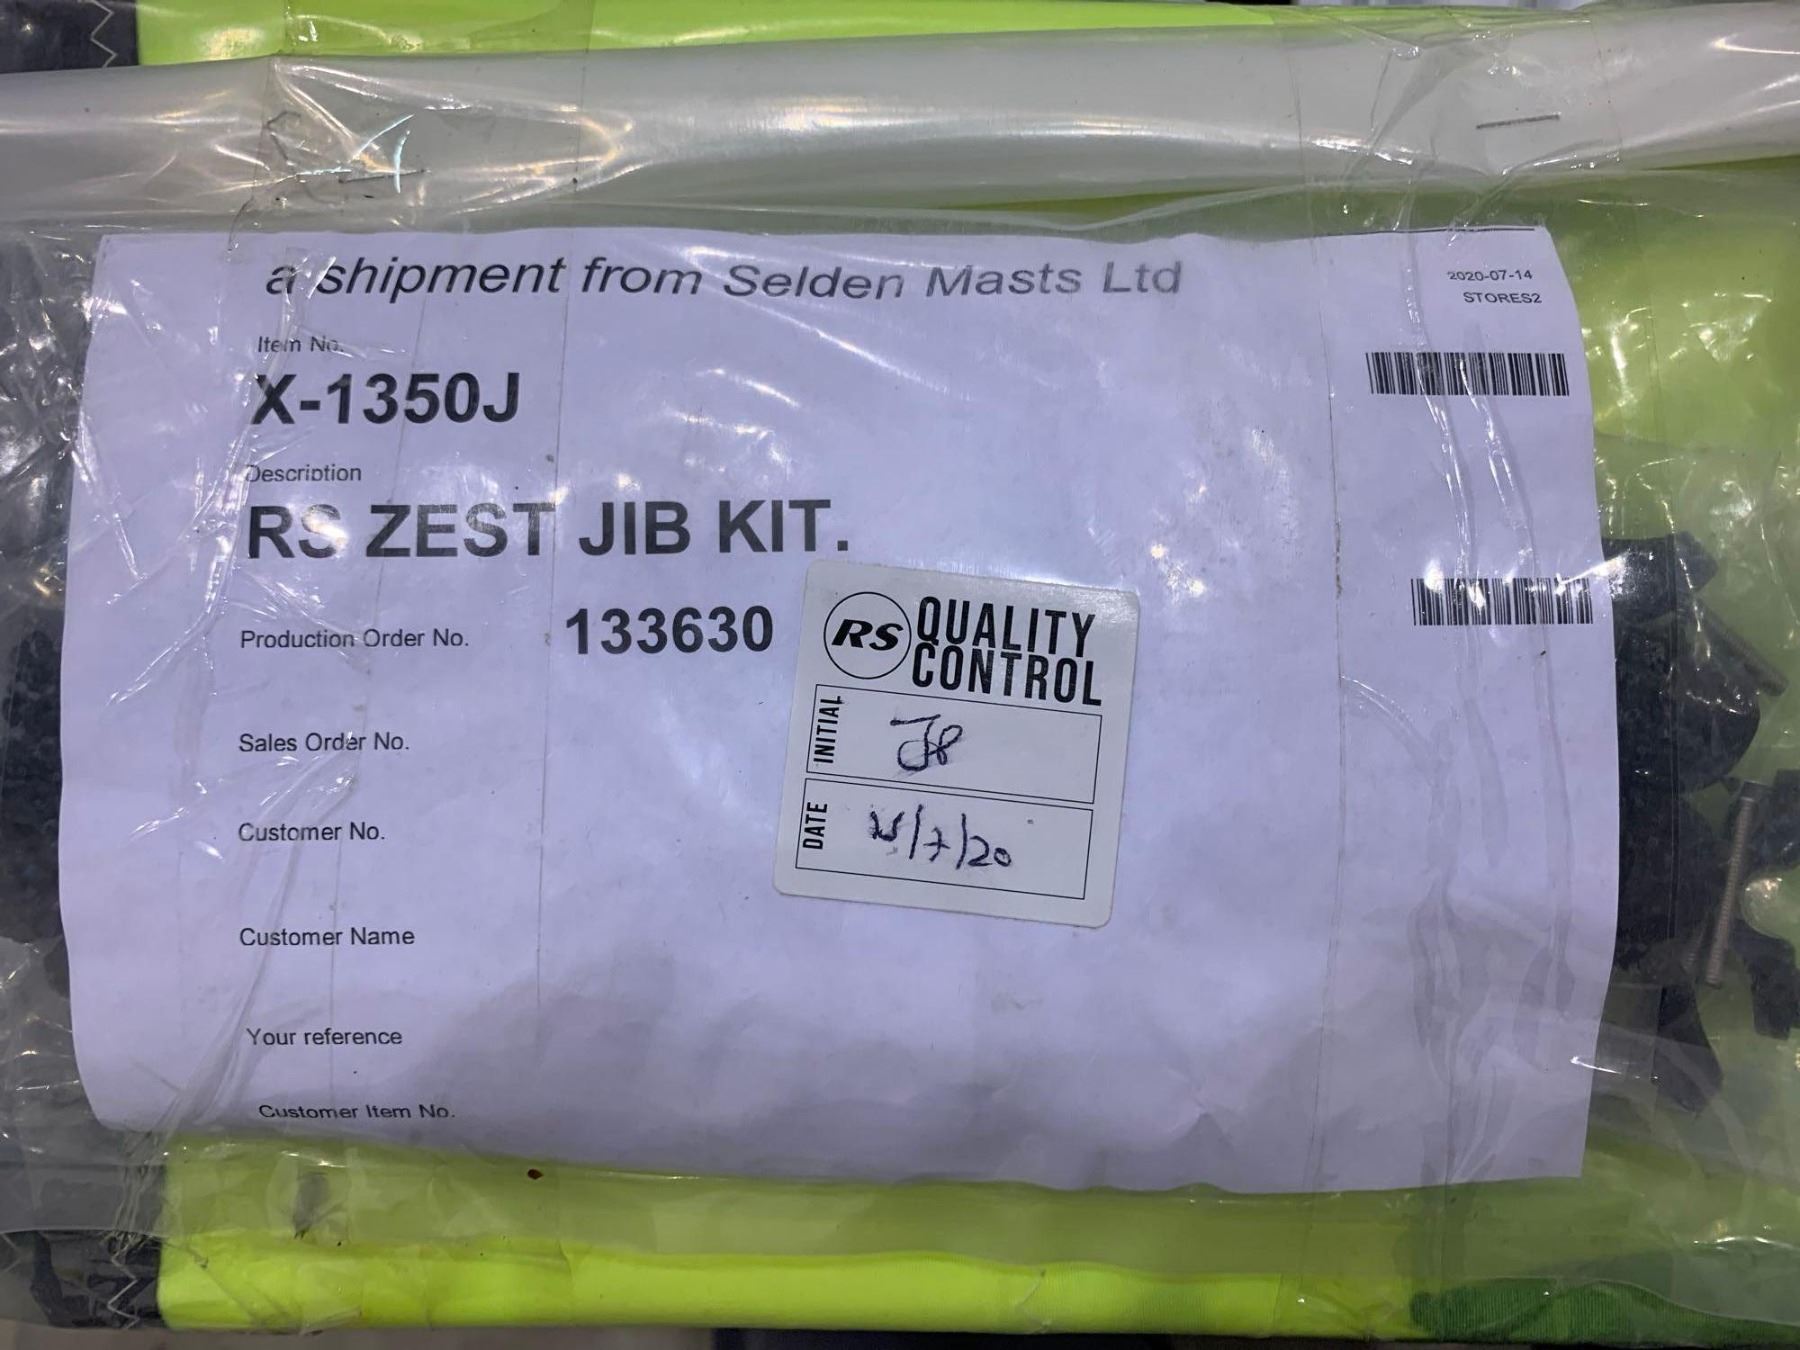 a shipment from Selden Masts Ltd
2020-07-14
STORES2
Item No.
X-1350J
Description
RS ZEST JIB KIT.
Production Order No.
133630
RS QUALITY
CONTROL
INITIAL
DATE
/7/20
Sales Order No.
Customer No.
Customer Name
Your reference
Customer Item No.